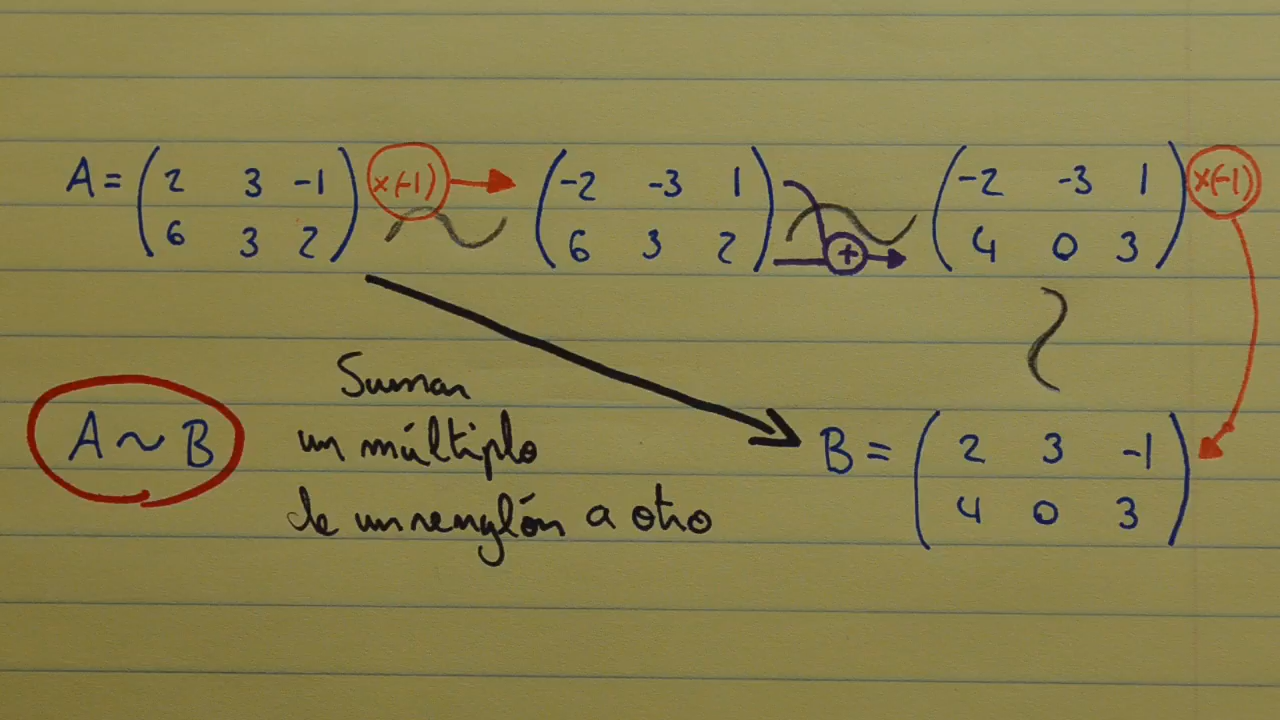 A = ( 2 3 -1 ) x(-1) ( -2 -3 1 ) ( -2 -3 1 ) x(-1)
( 6 3 2 ) ~ ( 6 3 2 ) + ~ ( 4 0 3 )
~
Sumar
A ~ B un múltiplo B = ( 2 3 -1 )
de un renglón a otro ( 4 0 3 )